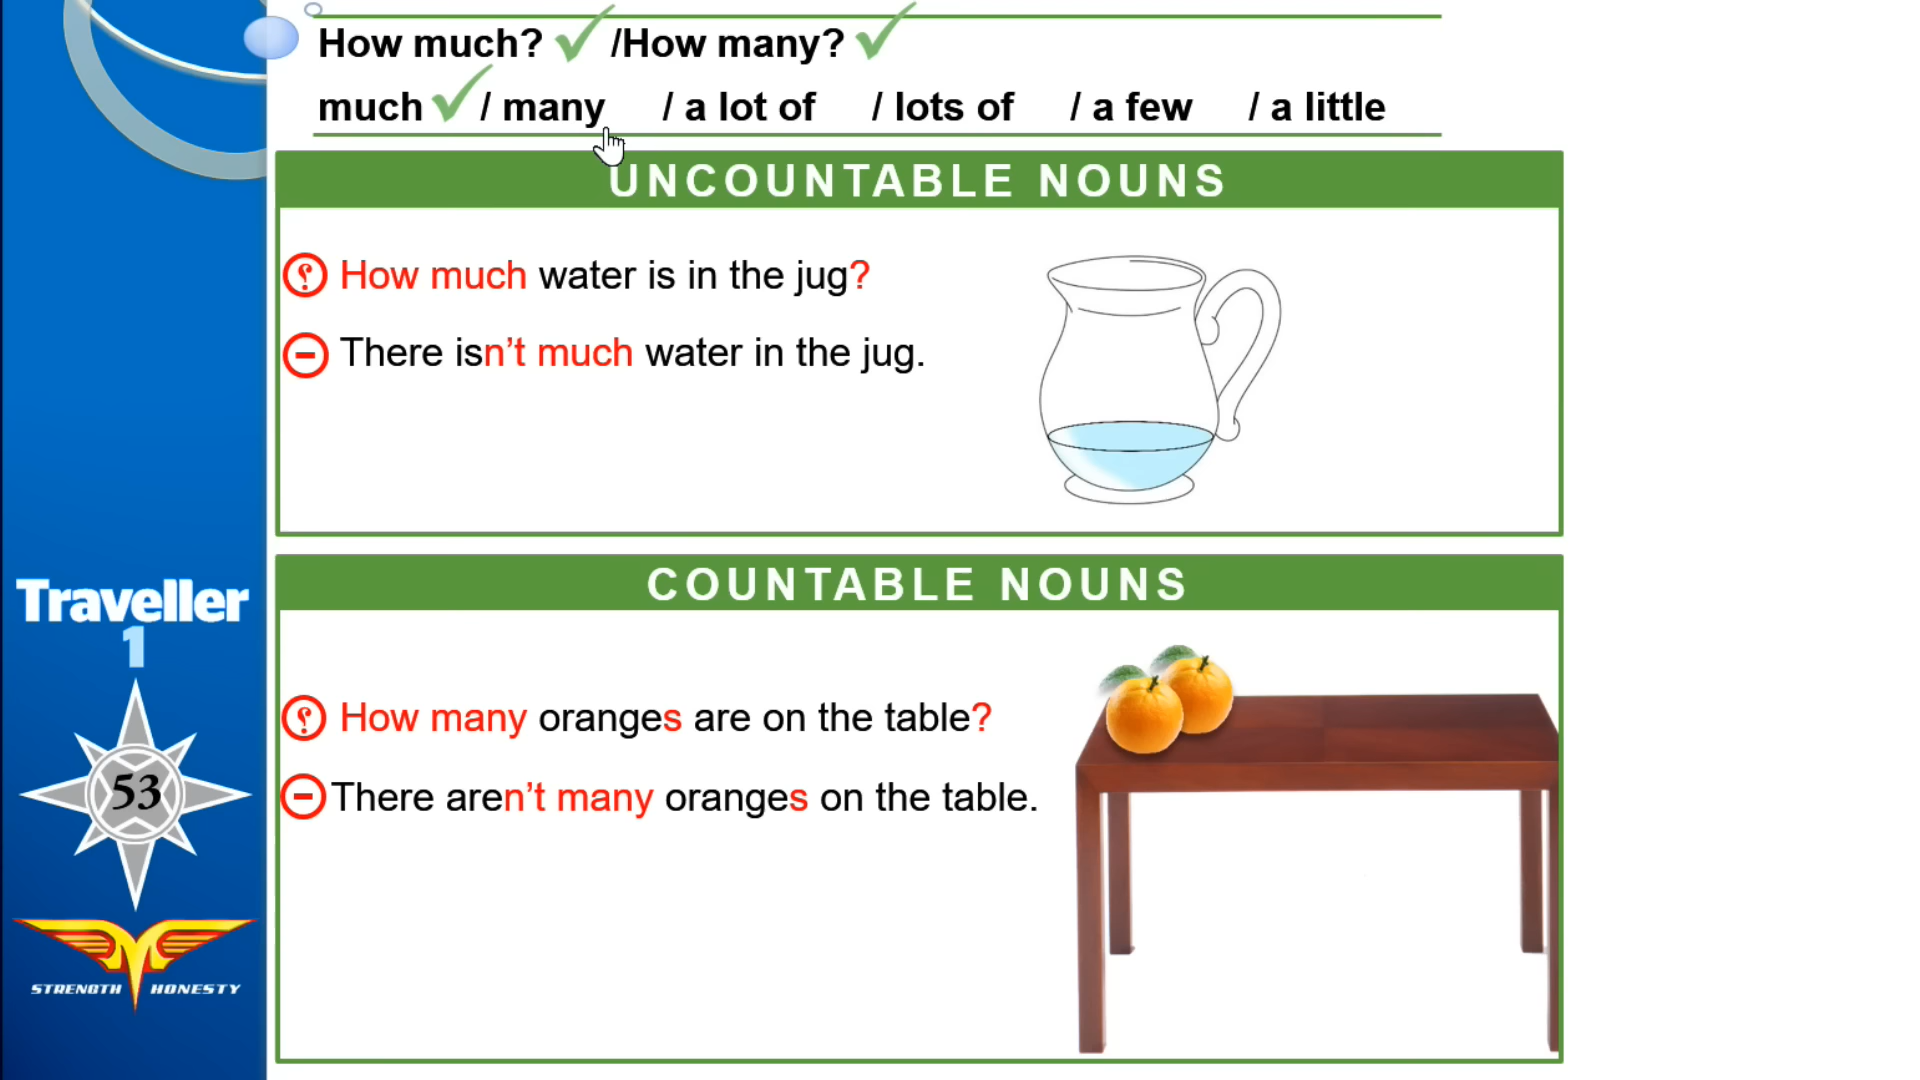 How much? /How many?
much / many / a lot of / lots of / a few / a little
UNCOUNTABLE NOUNS
؟ How much water is in the jug?
There isn’t much water in the jug.
COUNTABLE NOUNS
؟ How many oranges are on the table?
There aren’t many oranges on the table.
Traveller
1
53
STRENGTH HONESTY